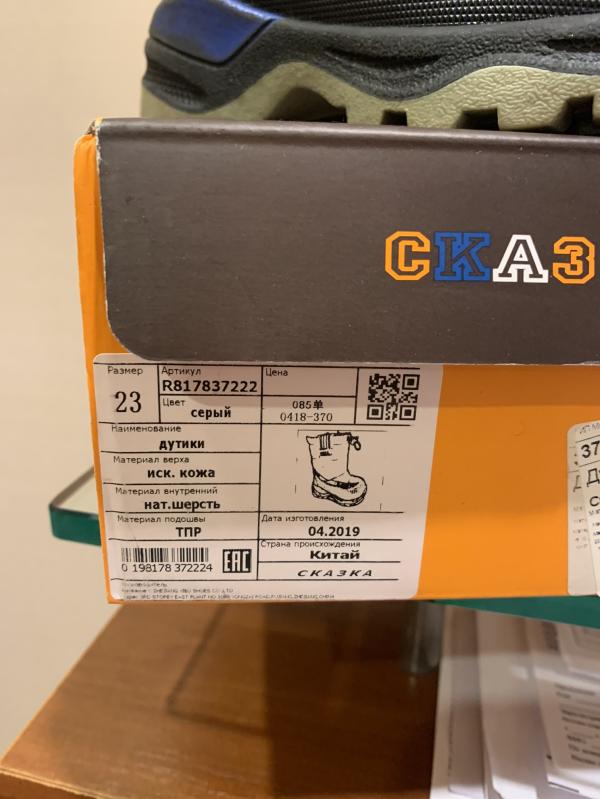 СКАЗ
Размер
23
Артикул
R817837222
Цвет
серый
Цена
085单
0418-370
Наименование
дутики
Материал верха
иск. кожа
Материал внутренний
нат.шерсть
Материал подошвы
ТПР
Дата изготовления
04.2019
Страна происхождения
Китай
СКАЗКА
0 198178 372224
EAC
37